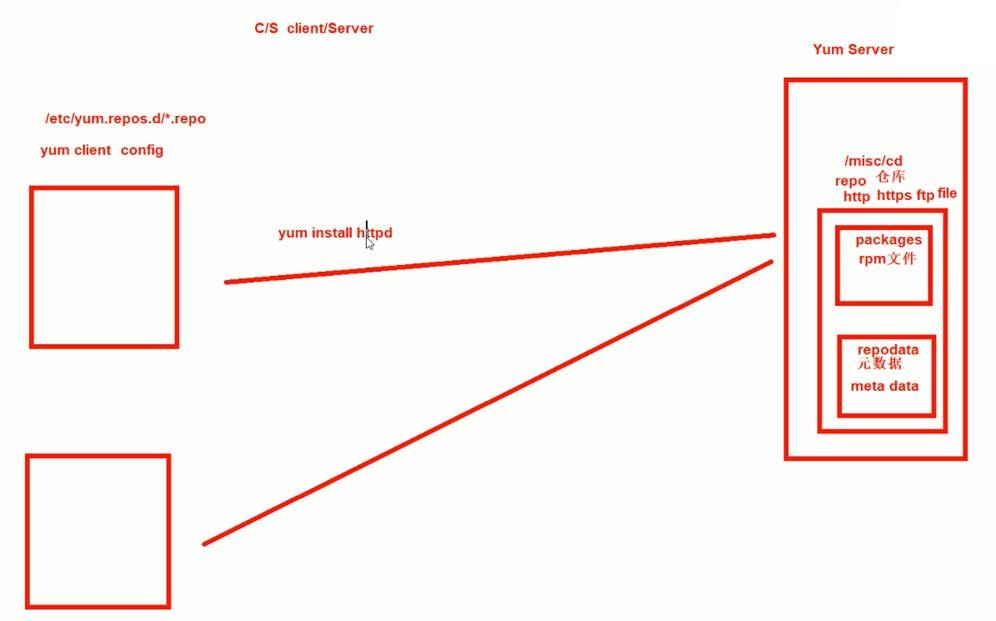 C/S client/Server
Yum Server
/etc/yum.repos.d/*.repo
yum client config
yum install httpd
/misc/cd
repo 仓库
http https ftp file
packages
rpm文件
repodata
元数据
meta data